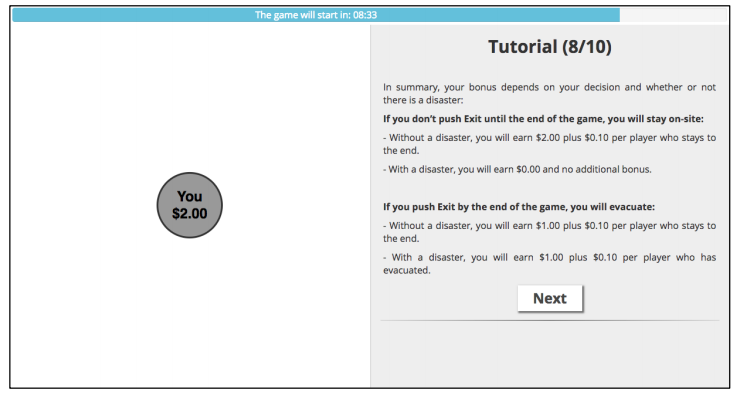 The game will start in: 08:33
Tutorial (8/10)
In summary, your bonus depends on your decision and whether or not
there is a disaster:
If you don't push Exit until the end of the game, you will stay on-site:
- Without a disaster, you will earn $2.00 plus $0.10 per player who stays to
the end.
- With a disaster, you will earn $0.00 and no additional bonus.
You
$2.00
If you push Exit by the end of the game, you will evacuate:
- Without a disaster, you will earn $1.00 plus $0.10 per player who stays to
the end.
- With a disaster, you will earn $1.00 plus $0.10 per player who has
evacuated.
Next